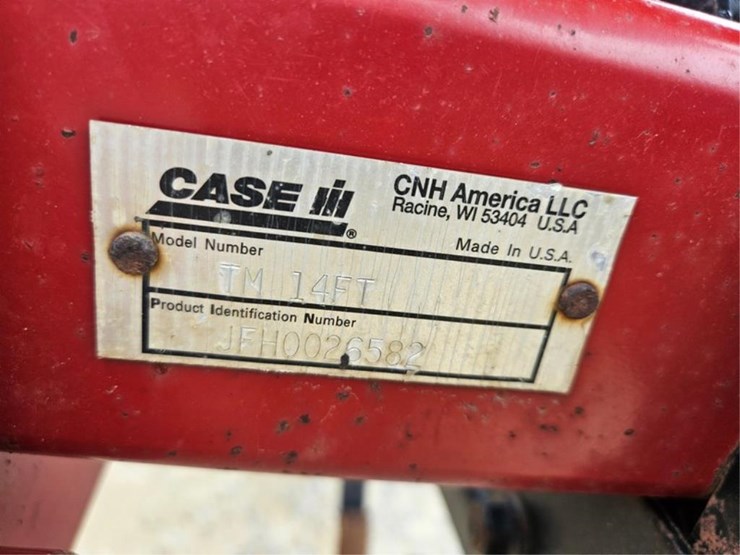 CASE IH®
CNH America LLC
Racine, WI 53404 U.S.A
Made In U.S.A.
Model Number
TM 14FT
Product Identification Number
JFH0026582